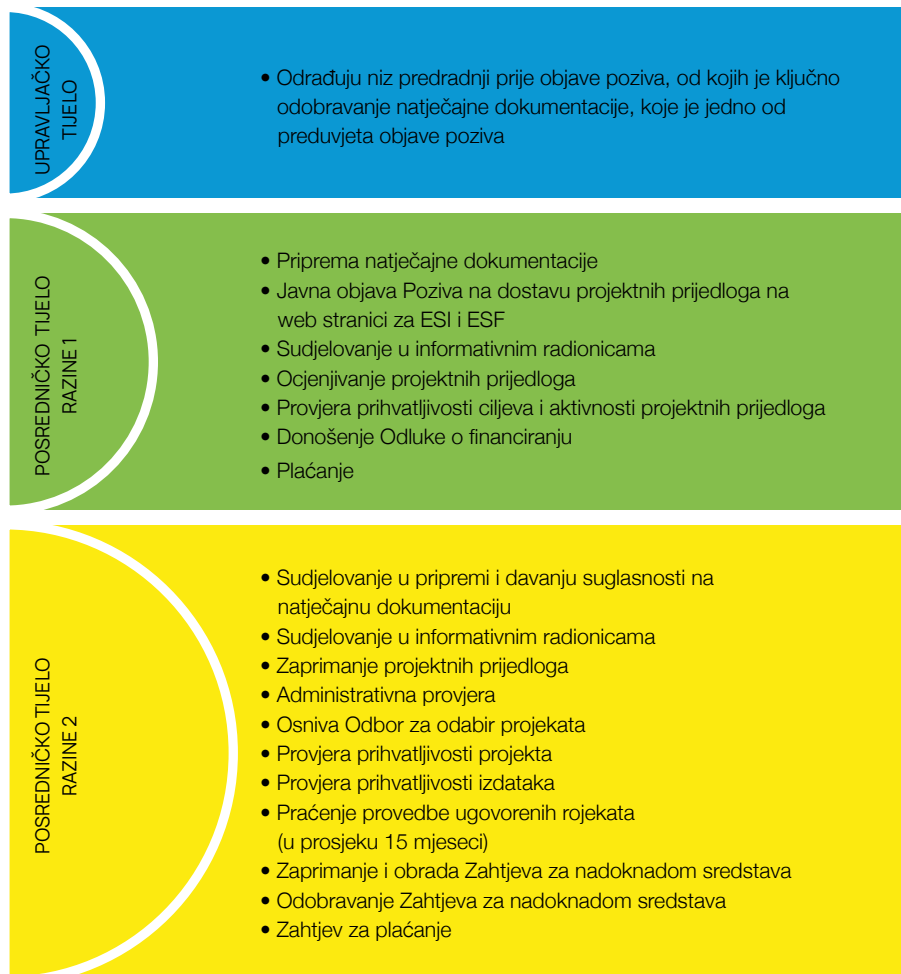 UPRAVLJAČKO
TIJELO
• Odrađuju niz predradnji prije objave poziva, od kojih je ključno
odobravanje natječajne dokumentacije, koje je jedno od
preduvjeta objave poziva
POSREDNIČKO TIJELO
RAZINE 1
• Priprema natječajne dokumentacije
• Javna objava Poziva na dostavu projektnih prijedloga na
web stranici za ESI i ESF
• Sudjelovanje u informativnim radionicama
• Ocjenjivanje projektnih prijedloga
• Provjera prihvatljivosti ciljeva i aktivnosti projektnih prijedloga
• Donošenje Odluke o financiranju
• Plaćanje
POSREDNIČKO TIJELO
RAZINE 2
• Sudjelovanje u pripremi i davanju suglasnosti na
natječajnu dokumentaciju
• Sudjelovanje u informativnim radionicama
• Zaprimanje projektnih prijedloga
• Administrativna provjera
• Osniva Odbor za odabir projekata
• Provjera prihvatljivosti projekta
• Provjera prihvatljivosti izdataka
• Praćenje provedbe ugovorenih rojekata
(u prosjeku 15 mjeseci)
• Zaprimanje i obrada Zahtjeva za nadoknadom sredstava
• Odobravanje Zahtjeva za nadoknadom sredstava
• Zahtjev za plaćanje